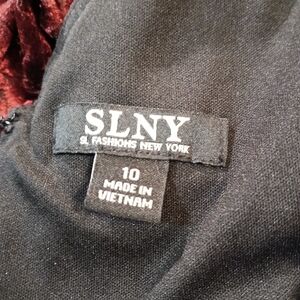 SLNY
SL FASHIONS NEW YORK
10
MADE IN
VIETNAM